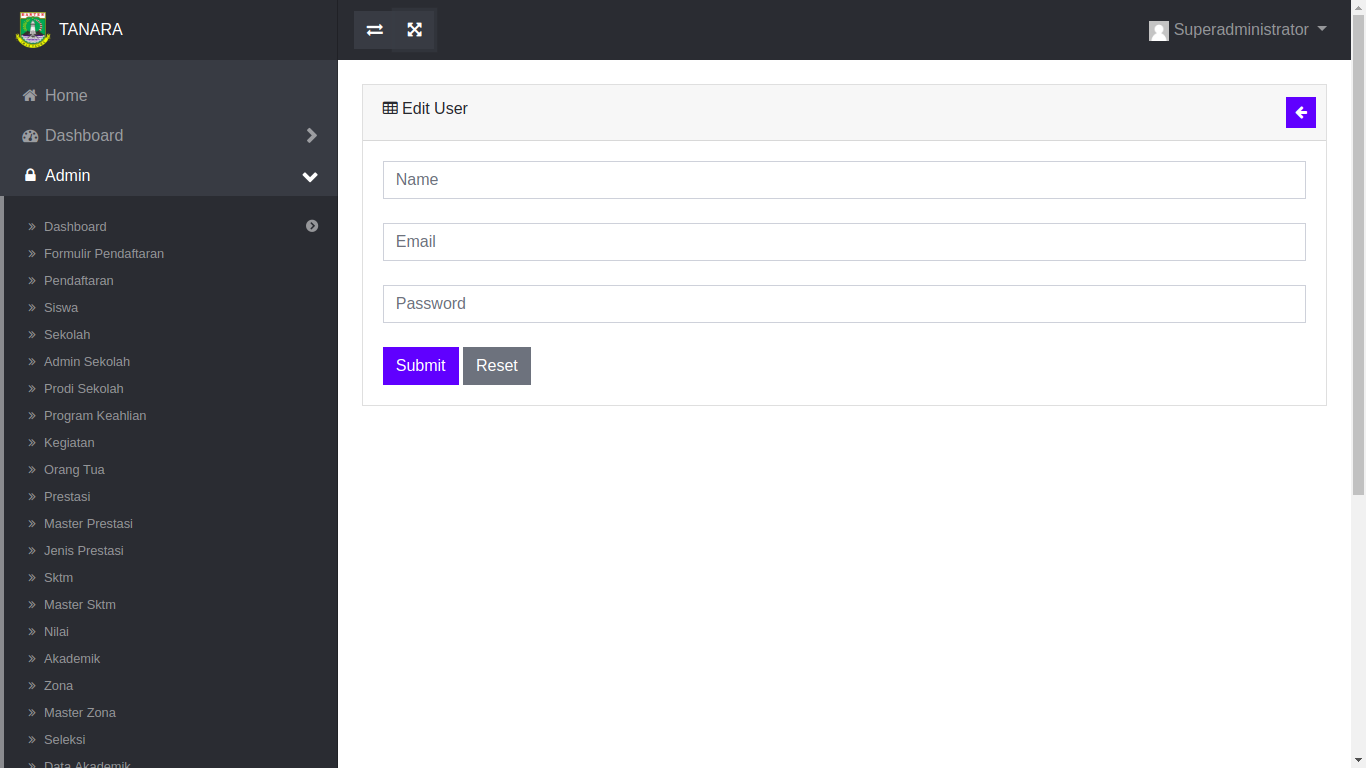 TANARA
Superadministrator
Home
Dashboard
Admin
Dashboard
Formulir Pendaftaran
Pendaftaran
Siswa
Sekolah
Admin Sekolah
Prodi Sekolah
Program Keahlian
Kegiatan
Orang Tua
Prestasi
Master Prestasi
Jenis Prestasi
Sktm
Master Sktm
Nilai
Akademik
Zona
Master Zona
Seleksi
Data Akademik
Edit User
Name
Email
Password
Submit Reset